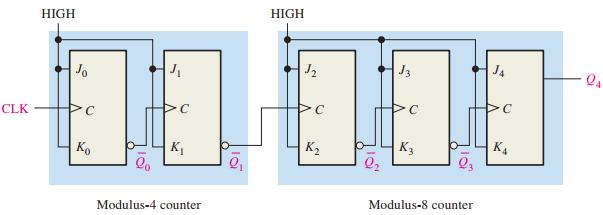 HIGH HIGH
J₀ J₁ J₂ J₃ J₄ Q₄
CLK C C C C C
K₀ K₁ K₂ K₃ K₄
Q̅₀ Q̅₁ Q̅₂ Q̅₃
Modulus-4 counter Modulus-8 counter